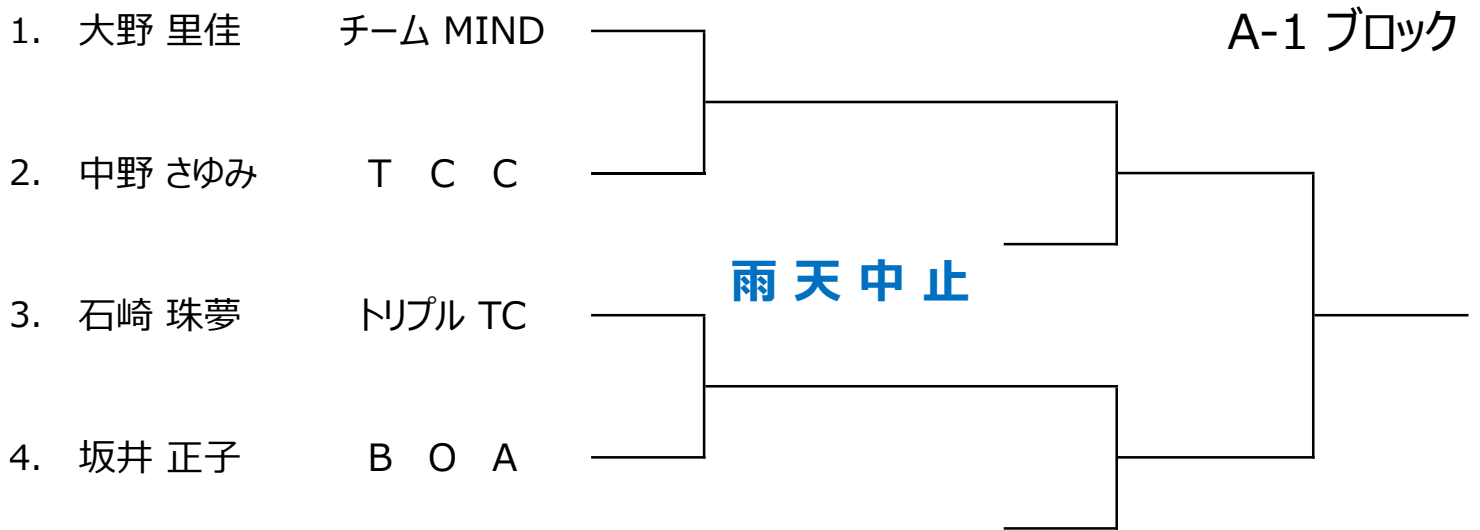 A-1 ブロック
1. 大野 里佳 チーム MIND
2. 中野 さゆみ T C C
雨 天 中 止
3. 石崎 珠夢 トリプル TC
4. 坂井 正子 B O A